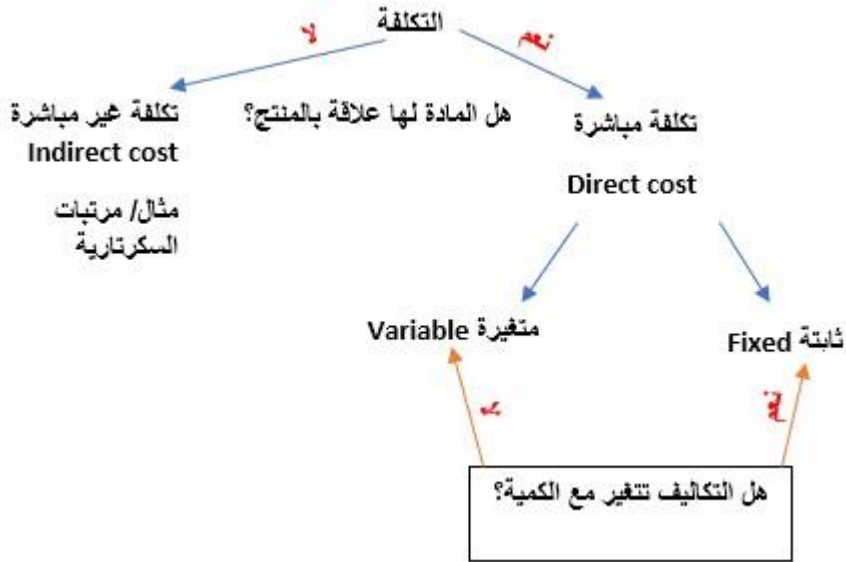 التكلفة
لا
نعم
هل المادة لها علاقة بالمنتج؟
تكلفة مباشرة
Direct cost
تكلفة غير مباشرة
Indirect cost
مثال/ مرتبات
السكرتارية
ثابتة Fixed
متغيرة Variable
نعم
لا
هل التكاليف تتغير مع الكمية؟